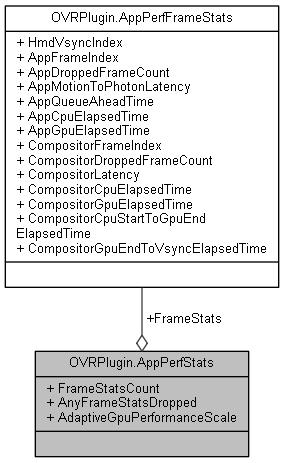 OVRPlugin.AppPerfFrameStats
+ HmdVsyncIndex
+ AppFrameIndex
+ AppDroppedFrameCount
+ AppMotionToPhotonLatency
+ AppQueueAheadTime
+ AppCpuElapsedTime
+ AppGpuElapsedTime
+ CompositorFrameIndex
+ CompositorDroppedFrameCount
+ CompositorLatency
+ CompositorCpuElapsedTime
+ CompositorGpuElapsedTime
+ CompositorCpuStartToGpuEnd
ElapsedTime
+ CompositorGpuEndToVsyncElapsedTime
+FrameStats
OVRPlugin.AppPerfStats
+ FrameStatsCount
+ AnyFrameStatsDropped
+ AdaptiveGpuPerformanceScale